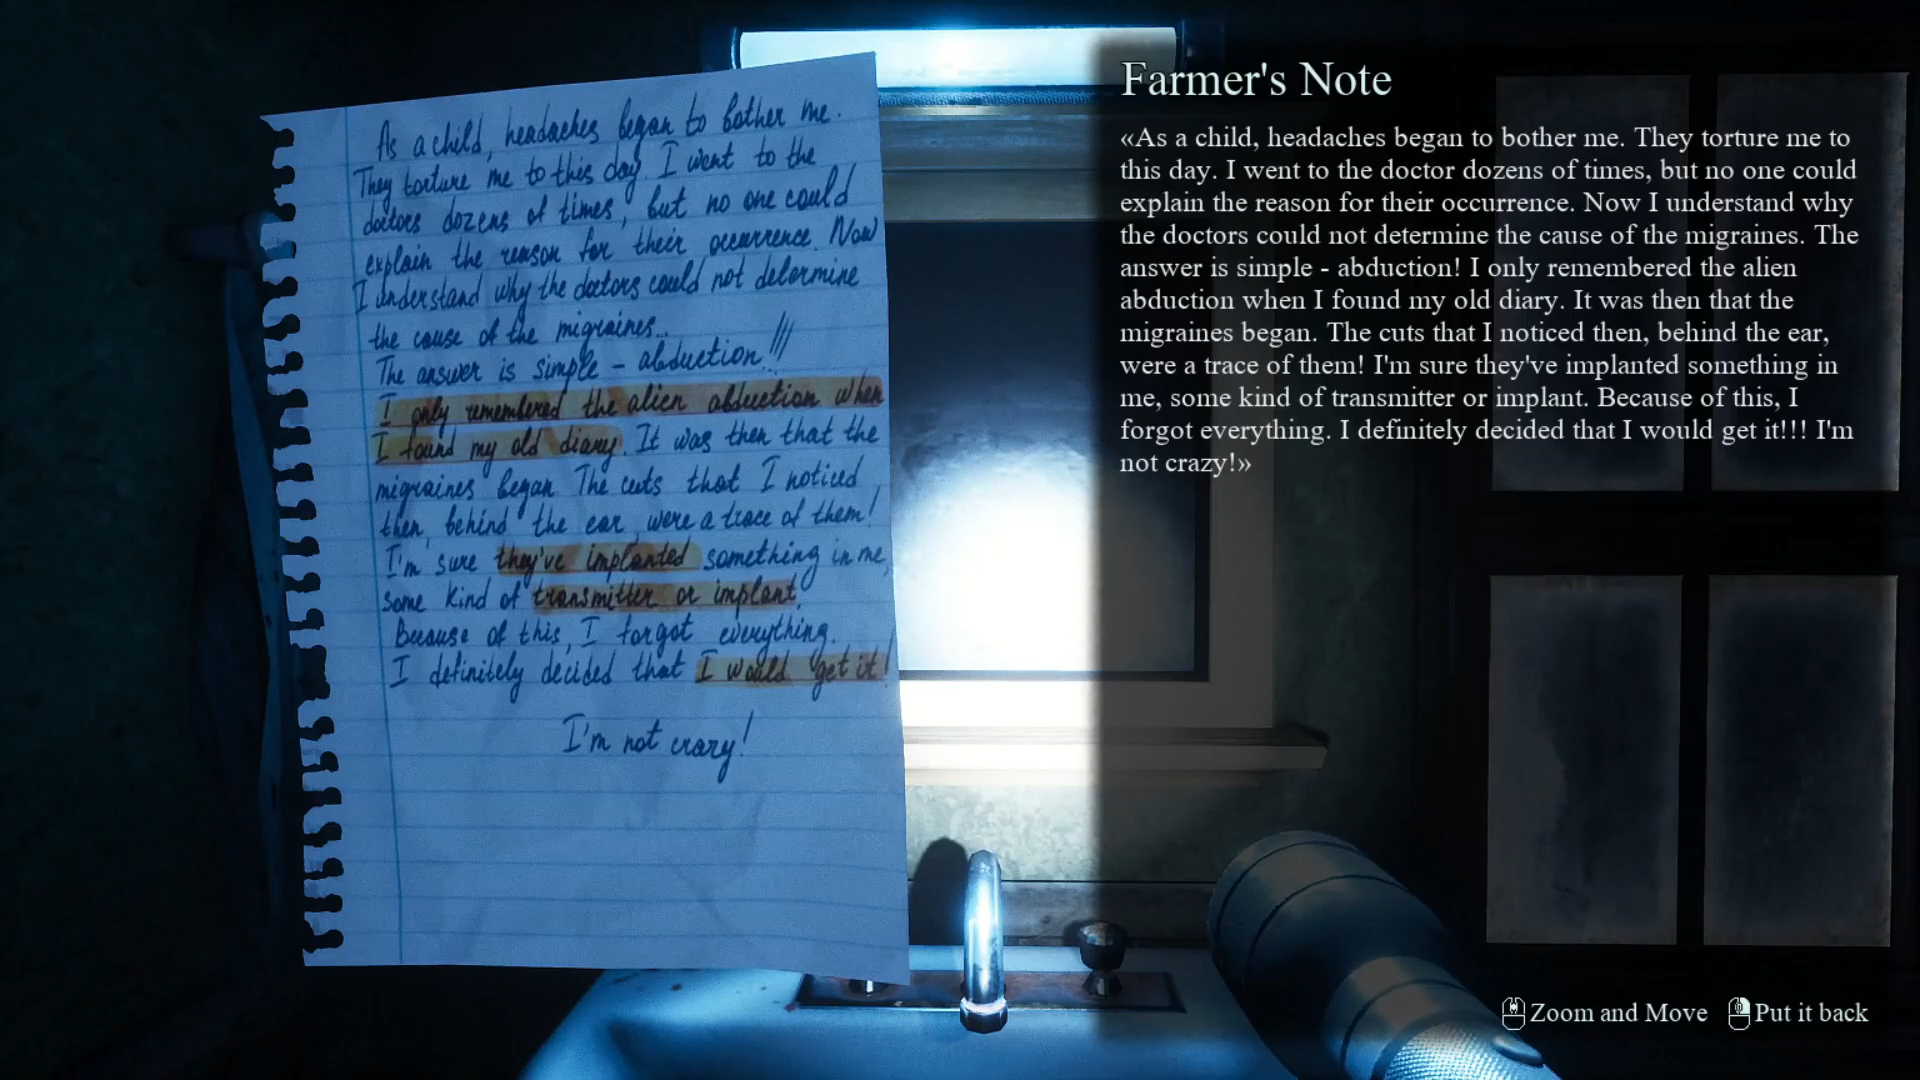 As a child, headaches began to bother me.
They torture me to this day. I went to the
doctors dozens of times, but no one could
explain the reason for their occurrence. Now
I understand why the doctors could not determine
the cause of the migraines..
The answer is simple - abduction!!!
I only remembered the alien abduction when
I found my old diary. It was then that the
migraines began. The cuts that I noticed
then, behind the ear, were a trace of them!
I'm sure they've implanted something in me,
some kind of transmitter or implant.
Because of this, I forgot everything.
I definitely decided that I would get it!
I'm not crazy!
Farmer's Note
«As a child, headaches began to bother me. They torture me to
this day. I went to the doctor dozens of times, but no one could
explain the reason for their occurrence. Now I understand why
the doctors could not determine the cause of the migraines. The
answer is simple - abduction! I only remembered the alien
abduction when I found my old diary. It was then that the
migraines began. The cuts that I noticed then, behind the ear,
were a trace of them! I'm sure they've implanted something in
me, some kind of transmitter or implant. Because of this, I
forgot everything. I definitely decided that I would get it!!! I'm
not crazy!»
Zoom and Move
Put it back